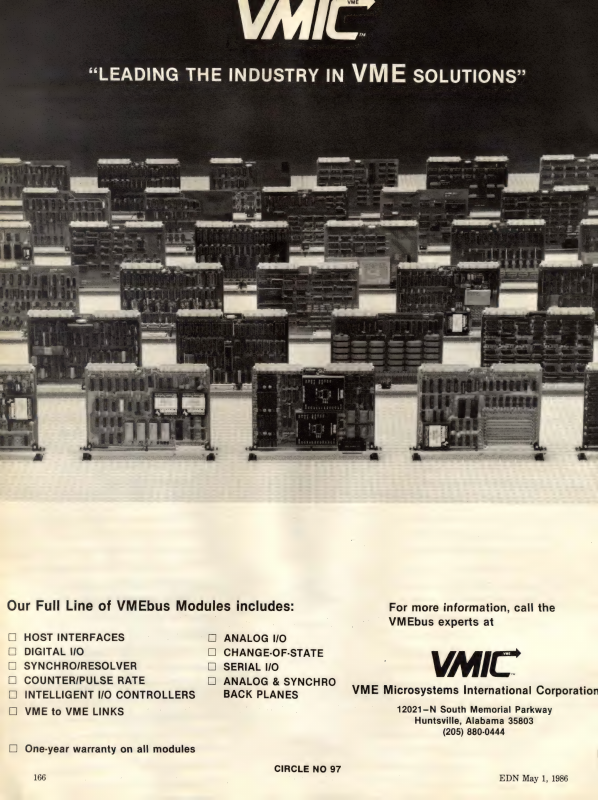 VMIC VME ™
“LEADING THE INDUSTRY IN VME SOLUTIONS”
Our Full Line of VMEbus Modules includes:
☐ HOST INTERFACES
☐ DIGITAL I/O
☐ SYNCHRO/RESOLVER
☐ COUNTER/PULSE RATE
☐ INTELLIGENT I/O CONTROLLERS
☐ VME to VME LINKS
☐ ANALOG I/O
☐ CHANGE-OF-STATE
☐ SERIAL I/O
☐ ANALOG & SYNCHRO
BACK PLANES
☐ One-year warranty on all modules
For more information, call the
VMEbus experts at
VMIC VME ™
VME Microsystems International Corporation
12021–N South Memorial Parkway
Huntsville, Alabama 35803
(205) 880-0444
CIRCLE NO 97
166
EDN May 1, 1986